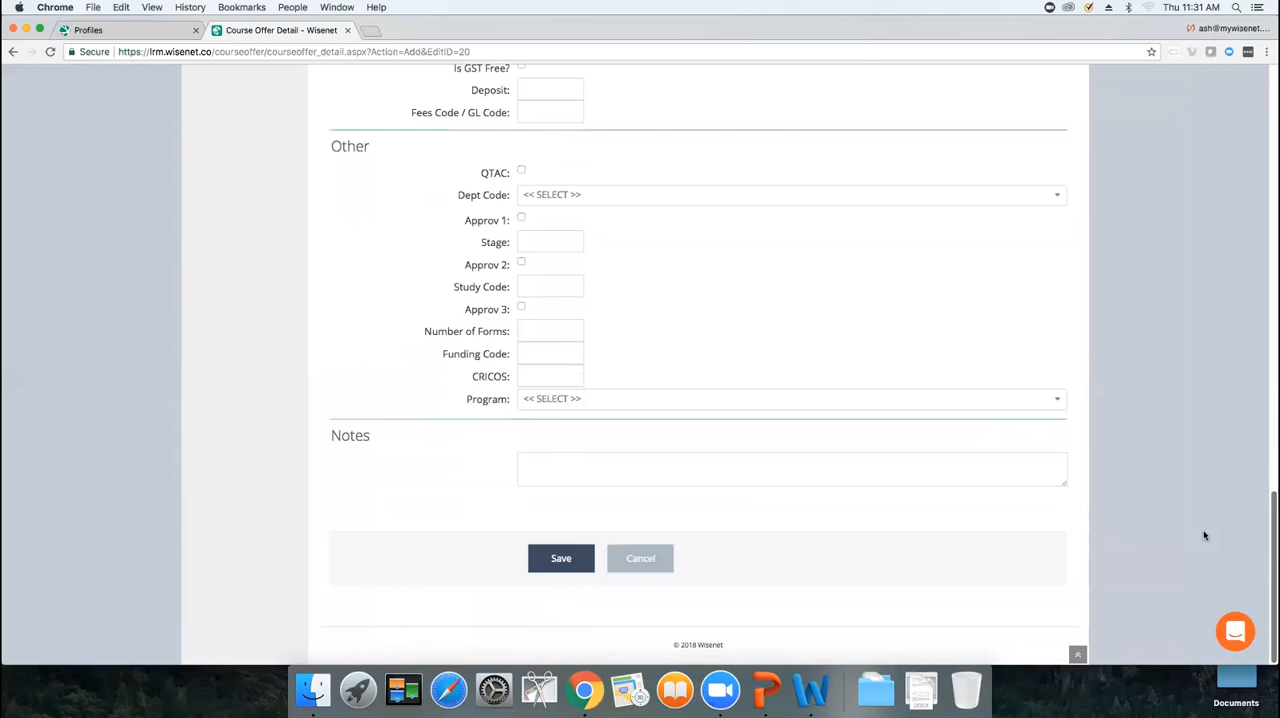 Chrome File Edit View History Bookmarks People Window Help Thu 11:31 AM
Profiles × Course Offer Detail - Wisenet × ash@mywisenet....
Secure https://lrm.wisenet.co/courseoffer/courseoffer_detail.aspx?Action=Add&EditID=20
Is GST Free?
Deposit:
Fees Code / GL Code:
Other
QTAC:
Dept Code: << SELECT >>
Approv 1:
Stage:
Approv 2:
Study Code:
Approv 3:
Number of Forms:
Funding Code:
CRICOS:
Program: << SELECT >>
Notes
Save Cancel
© 2018 Wisenet
Documents